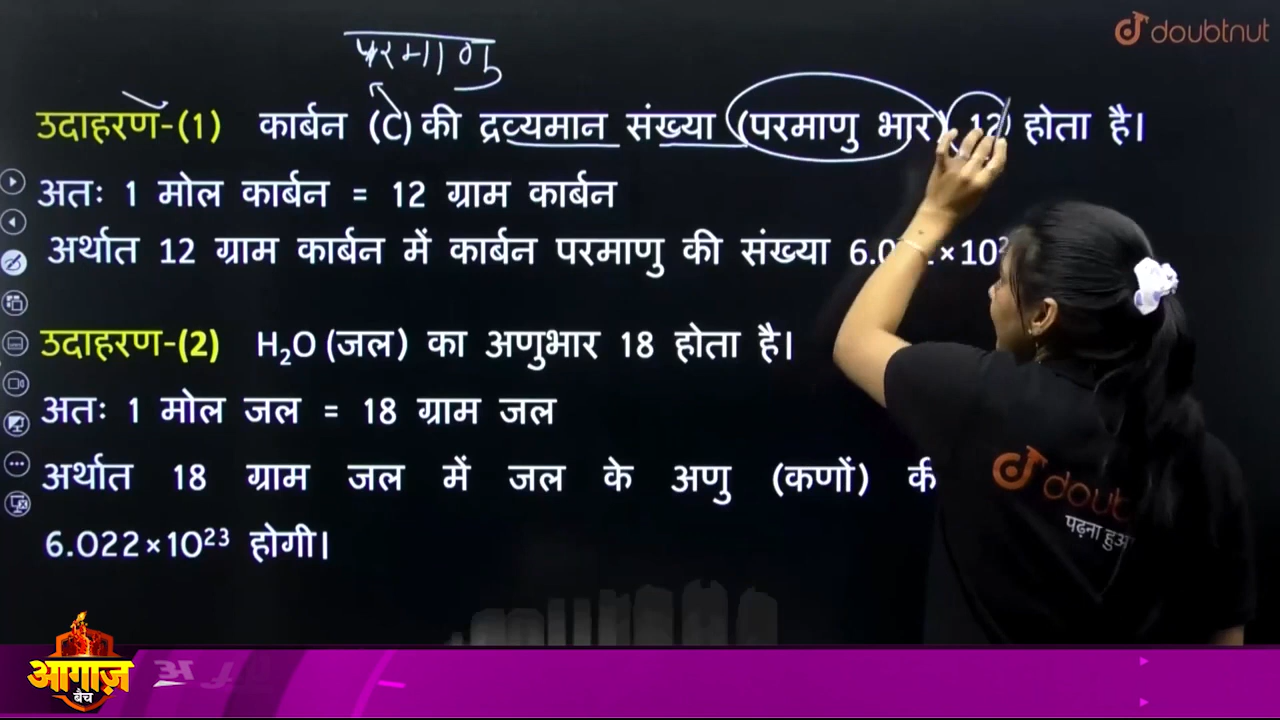 doubtnut
परमाणु
उदाहरण-(1) कार्बन (C) की द्रव्यमान संख्या (परमाणु भार) 12 होता है।
अतः 1 मोल कार्बन = 12 ग्राम कार्बन
अर्थात 12 ग्राम कार्बन में कार्बन परमाणु की संख्या
उदाहरण-(2) H₂O (जल) का अणुभार 18 होता है।
अतः 1 मोल जल = 18 ग्राम जल
अर्थात 18 ग्राम जल में जल के अणु (कणों)
6.022×10²³ होगी।
पढ़ना
आगाज़
बैच